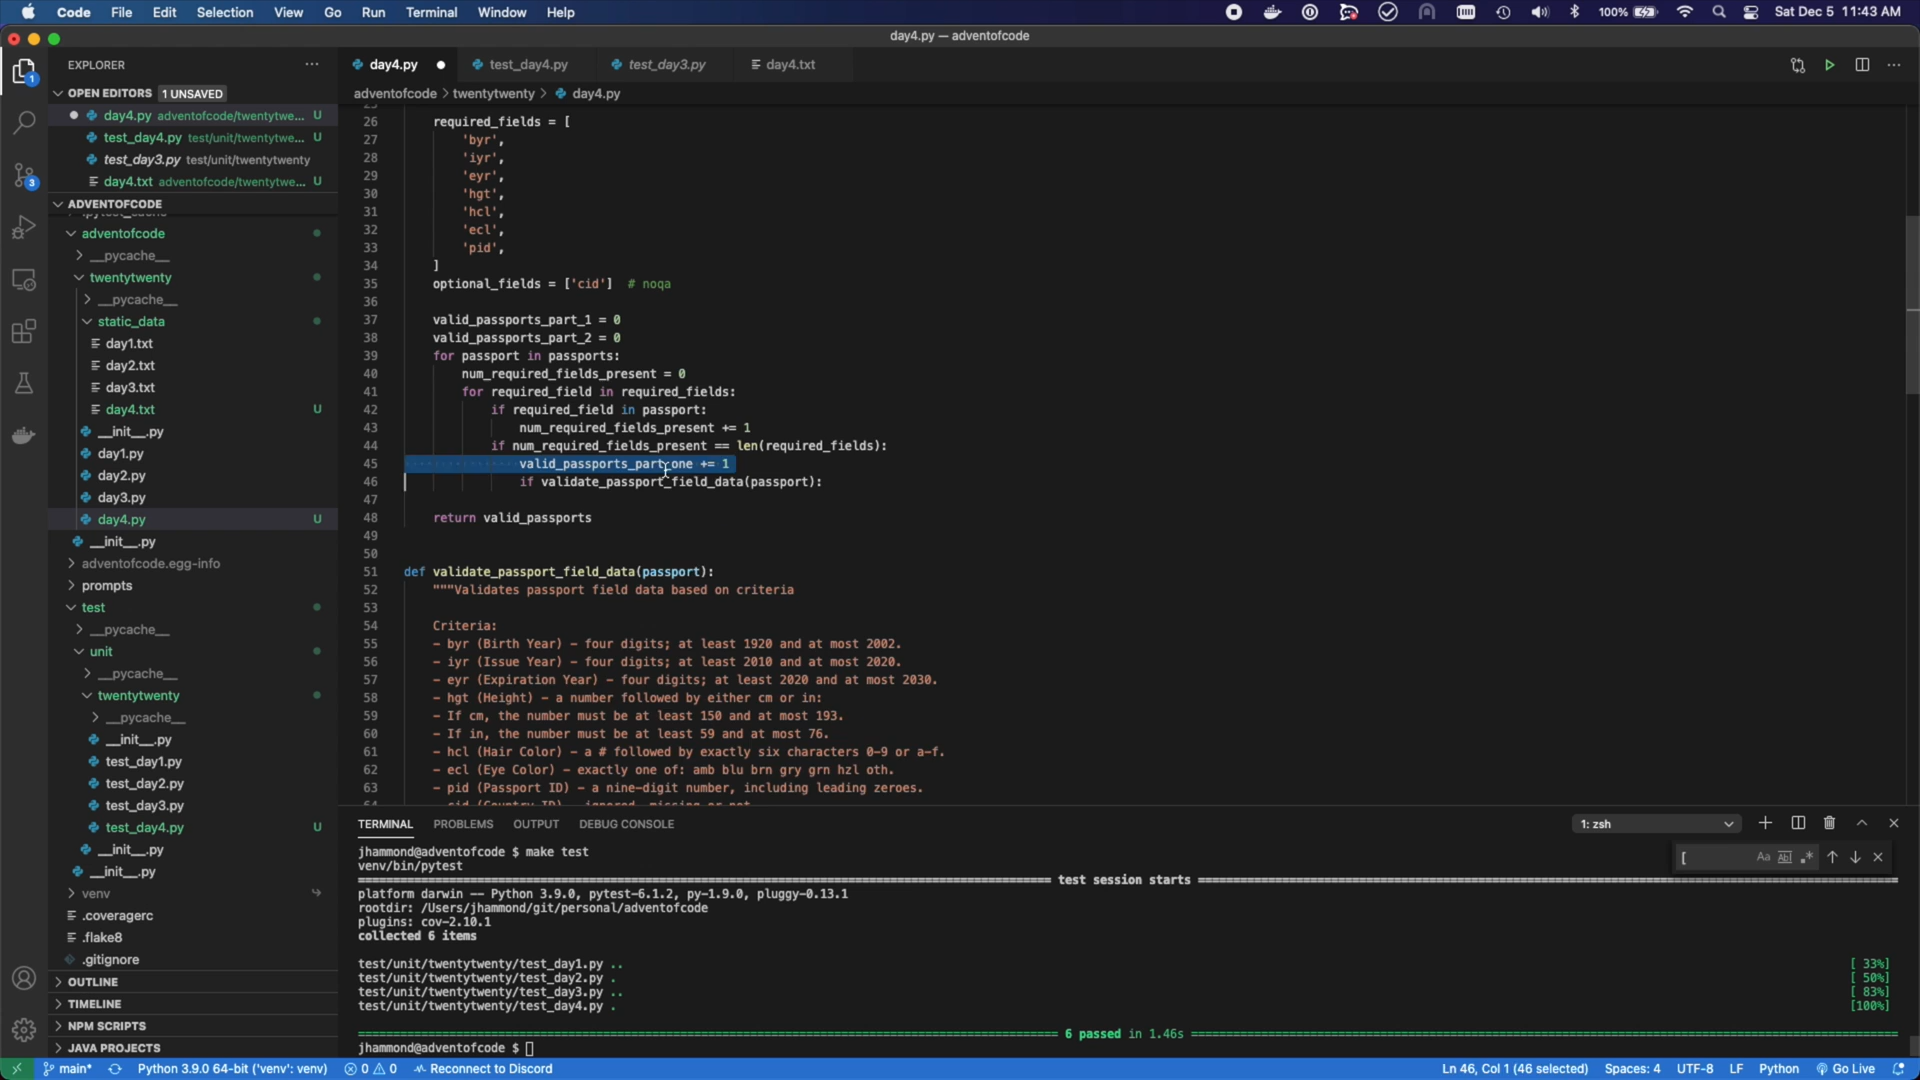 Code File Edit Selection View Go Run Terminal Window Help 100% Sat Dec 5 11:43 AM
day4.py — adventofcode
EXPLORER
OPEN EDITORS 1 UNSAVED
day4.py adventofcode/twentytwe... U
test_day4.py test/unit/twentytwe... U
test_day3.py test/unit/twentytwenty
day4.txt adventofcode/twentytwe... U
ADVENTOFCODE
adventofcode
__pycache__
twentytwenty
__pycache__
static_data
day1.txt
day2.txt
day3.txt
day4.txt U
__init__.py
day1.py
day2.py
day3.py
day4.py U
__init__.py
adventofcode.egg-info
prompts
test
__pycache__
unit
__pycache__
twentytwenty
__pycache__
__init__.py
test_day1.py
test_day2.py
test_day3.py
test_day4.py U
__init__.py
__init__.py
venv
.coveragerc
.flake8
.gitignore
OUTLINE
TIMELINE
NPM SCRIPTS
JAVA PROJECTS
1
3
day4.py test_day4.py test_day3.py day4.txt
adventofcode > twentytwenty > day4.py
26 required_fields = [
27 'byr',
28 'iyr',
29 'eyr',
30 'hgt',
31 'hcl',
32 'ecl',
33 'pid',
34 ]
35 optional_fields = ['cid'] # noqa
36
37 valid_passports_part_1 = 0
38 valid_passports_part_2 = 0
39 for passport in passports:
40 num_required_fields_present = 0
41 for required_field in required_fields:
42 if required_field in passport:
43 num_required_fields_present += 1
44 if num_required_fields_present == len(required_fields):
45 valid_passports_part_one += 1
46 if validate_passport_field_data(passport):
47
48 return valid_passports
49
50
51 def validate_passport_field_data(passport):
52 """Validates passport field data based on criteria
53
54 Criteria:
55 - byr (Birth Year) - four digits; at least 1920 and at most 2002.
56 - iyr (Issue Year) - four digits; at least 2010 and at most 2020.
57 - eyr (Expiration Year) - four digits; at least 2020 and at most 2030.
58 - hgt (Height) - a number followed by either cm or in:
59 - If cm, the number must be at least 150 and at most 193.
60 - If in, the number must be at least 59 and at most 76.
61 - hcl (Hair Color) - a # followed by exactly six characters 0-9 or a-f.
62 - ecl (Eye Color) - exactly one of: amb blu brn gry grn hzl oth.
63 - pid (Passport ID) - a nine-digit number, including leading zeroes.
TERMINAL PROBLEMS OUTPUT DEBUG CONSOLE 1: zsh
[ Aa Abl .*
jhammond@adventofcode $ make test
venv/bin/pytest
test session starts
platform darwin -- Python 3.9.0, pytest-6.1.2, py-1.9.0, pluggy-0.13.1
rootdir: /Users/jhammond/git/personal/adventofcode
plugins: cov-2.10.1
collected 6 items
test/unit/twentytwenty/test_day1.py .. [ 33%]
test/unit/twentytwenty/test_day2.py . [ 50%]
test/unit/twentytwenty/test_day3.py .. [ 83%]
test/unit/twentytwenty/test_day4.py . [100%]
6 passed in 1.46s
jhammond@adventofcode $
main* Python 3.9.0 64-bit ('venv': venv) 0 0 Reconnect to Discord Ln 46, Col 1 (46 selected) Spaces: 4 UTF-8 LF Python Go Live